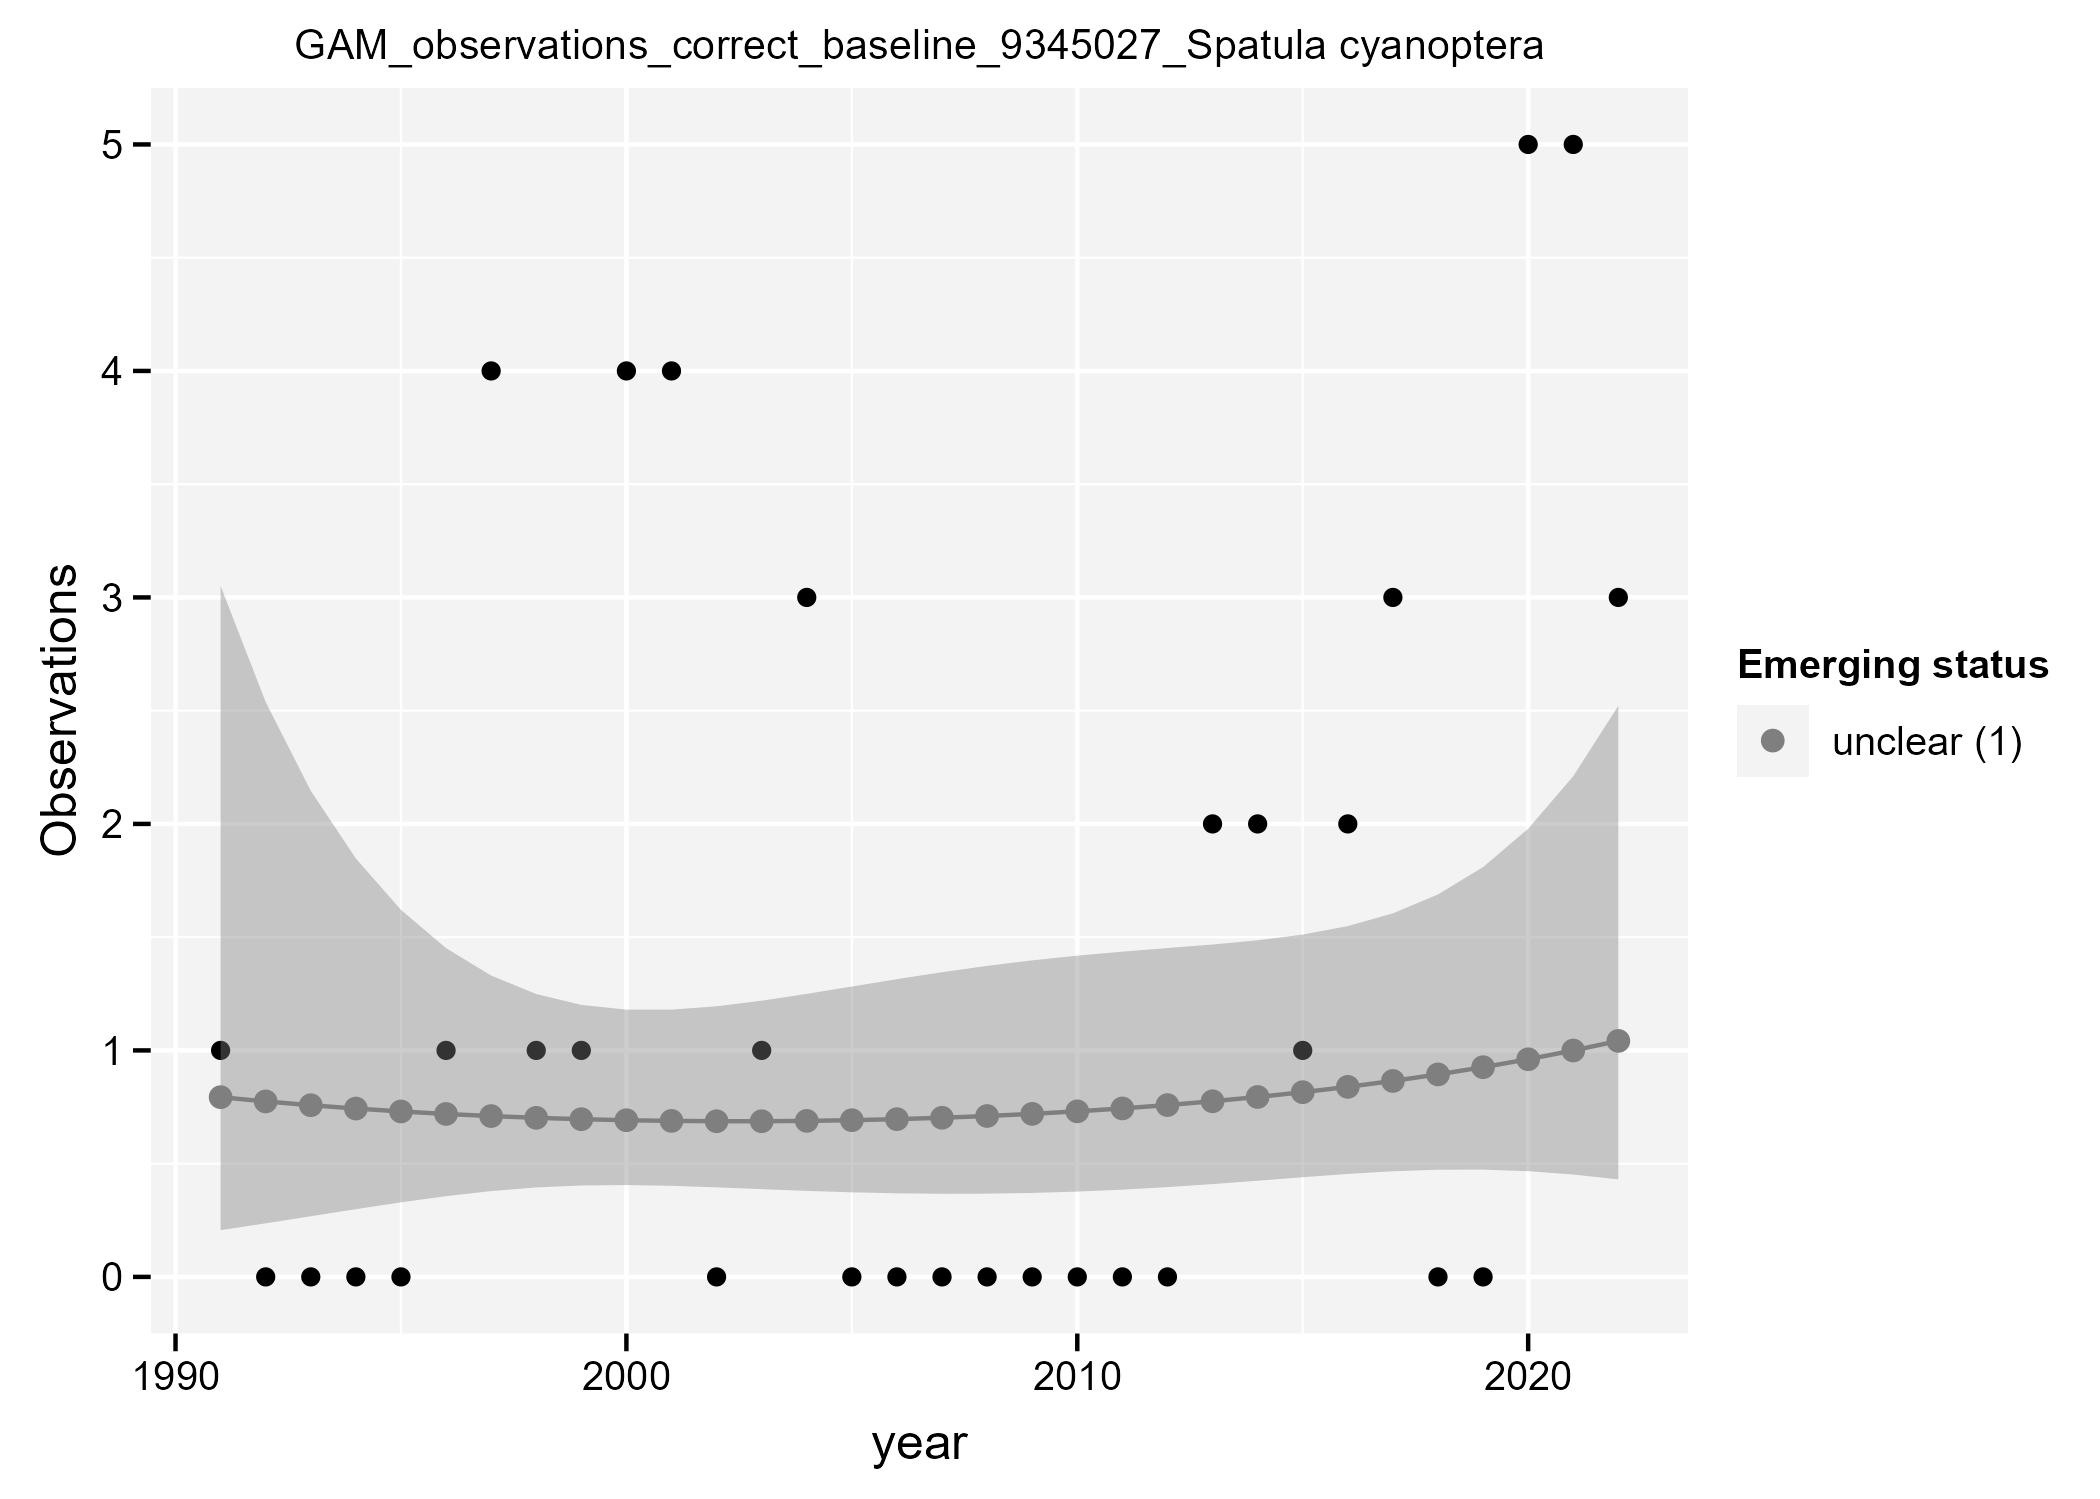 GAM_observations_correct_baseline_9345027_Spatula cyanoptera
5
4
3
2
1
0
Observations
1990 2000 2010 2020
year
Emerging status
unclear (1)